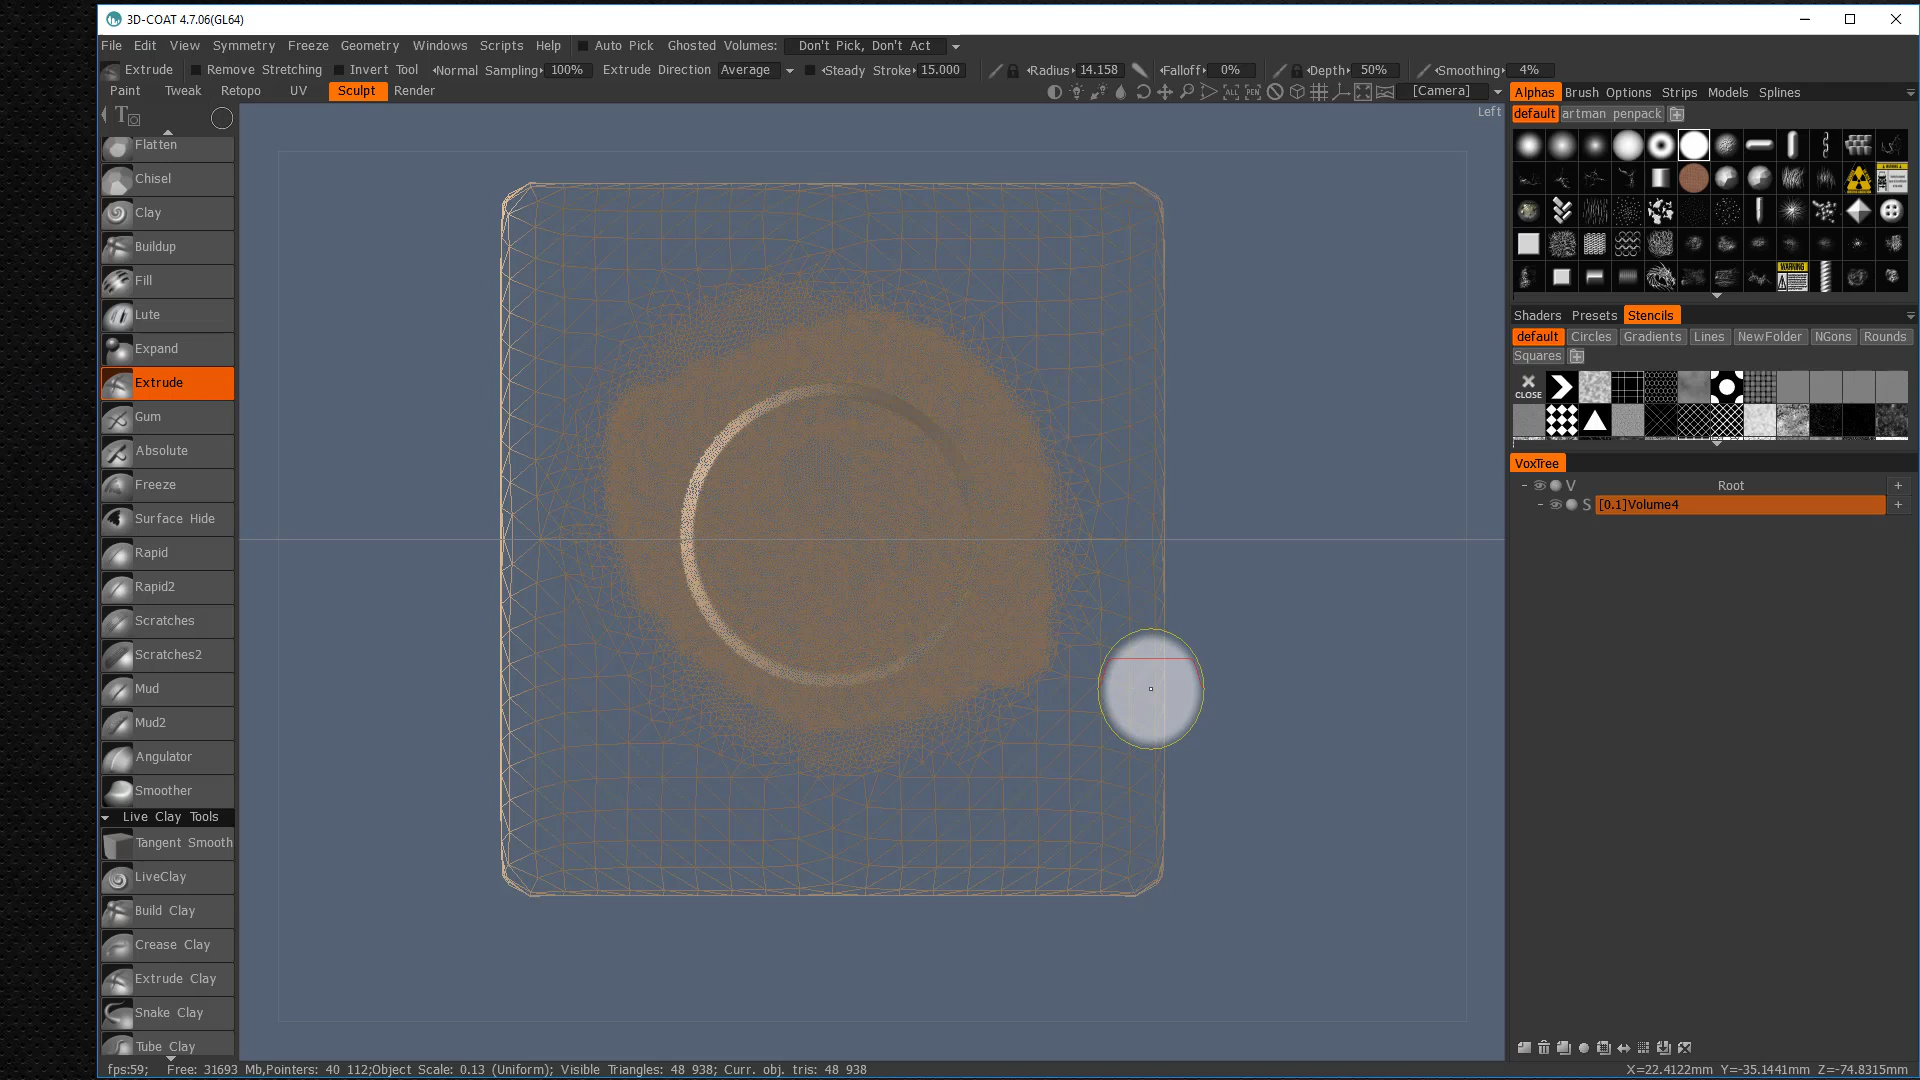 3D-COAT 4.7.06(GL64)
File Edit View Symmetry Freeze Geometry Windows Scripts Help Auto Pick Ghosted Volumes: Don't Pick, Don't Act
Extrude Remove Stretching Invert Tool Normal Sampling 100% Extrude Direction Average Steady Stroke 15.000 Radius 14.158 Falloff 0% Depth 50% Smoothing 4%
Paint Tweak Retopo UV Sculpt Render ALL PEN [Camera]
Alphas Brush Options Strips Models Splines
default artman penpack
Left
Flatten
Chisel
Clay
Buildup
Fill
Lute
Expand
Extrude
Gum
Absolute
Freeze
Surface Hide
Rapid
Rapid2
Scratches
Scratches2
Mud
Mud2
Angulator
Smoother
Live Clay Tools
Tangent Smooth
LiveClay
Build Clay
Crease Clay
Extrude Clay
Snake Clay
Tube Clay
WARNING
Shaders Presets Stencils
default Circles Gradients Lines NewFolder NGons Rounds
Squares
CLOSE
VoxTree
V Root +
S [0.1]Volume4 +
fps:59; Free: 31693 Mb,Pointers: 40 112;Object Scale: 0.13 (Uniform); Visible Triangles: 48 938; Curr. obj. tris: 48 938
X=22.4122mm Y=-35.1441mm Z=-74.8315mm